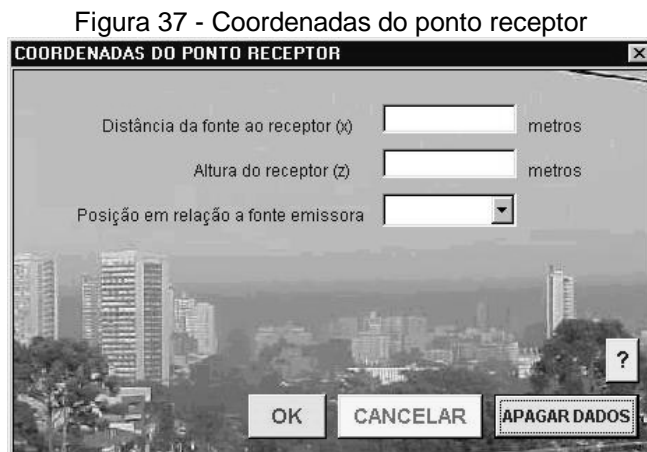 Figura 37 - Coordenadas do ponto receptor
COORDENADAS DO PONTO RECEPTOR
Distância da fonte ao receptor (x) metros
Altura do receptor (z) metros
Posição em relação a fonte emissora
?
OK CANCELAR APAGAR DADOS